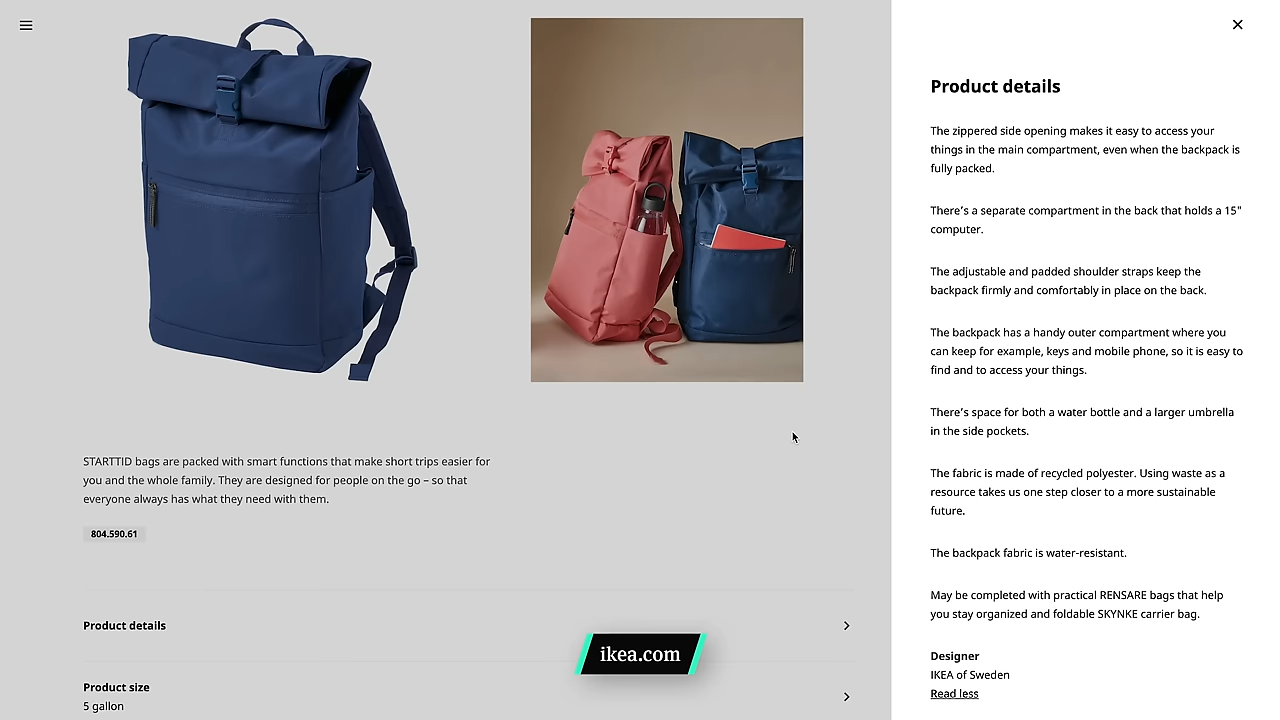 STARTTID bags are packed with smart functions that make short trips easier for
you and the whole family. They are designed for people on the go – so that
everyone always has what they need with them.
804.590.61
Product details
Product size
5 gallon
ikea.com
Product details
The zippered side opening makes it easy to access your
things in the main compartment, even when the backpack is
fully packed.
There’s a separate compartment in the back that holds a 15"
computer.
The adjustable and padded shoulder straps keep the
backpack firmly and comfortably in place on the back.
The backpack has a handy outer compartment where you
can keep for example, keys and mobile phone, so it is easy to
find and to access your things.
There’s space for both a water bottle and a larger umbrella
in the side pockets.
The fabric is made of recycled polyester. Using waste as a
resource takes us one step closer to a more sustainable
future.
The backpack fabric is water-resistant.
May be completed with practical RENSARE bags that help
you stay organized and foldable SKYNKE carrier bag.
Designer
IKEA of Sweden
Read less